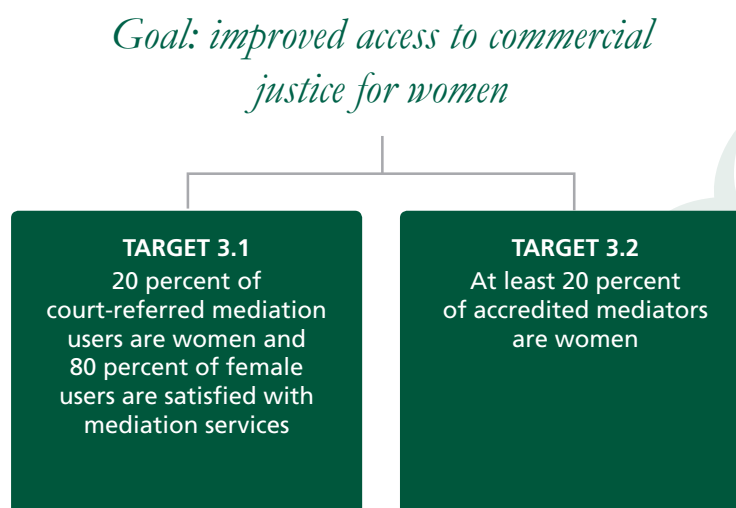 Goal: improved access to commercial
justice for women
TARGET 3.1
20 percent of
court-referred mediation
users are women and
80 percent of female
users are satisfied with
mediation services
TARGET 3.2
At least 20 percent
of accredited mediators
are women